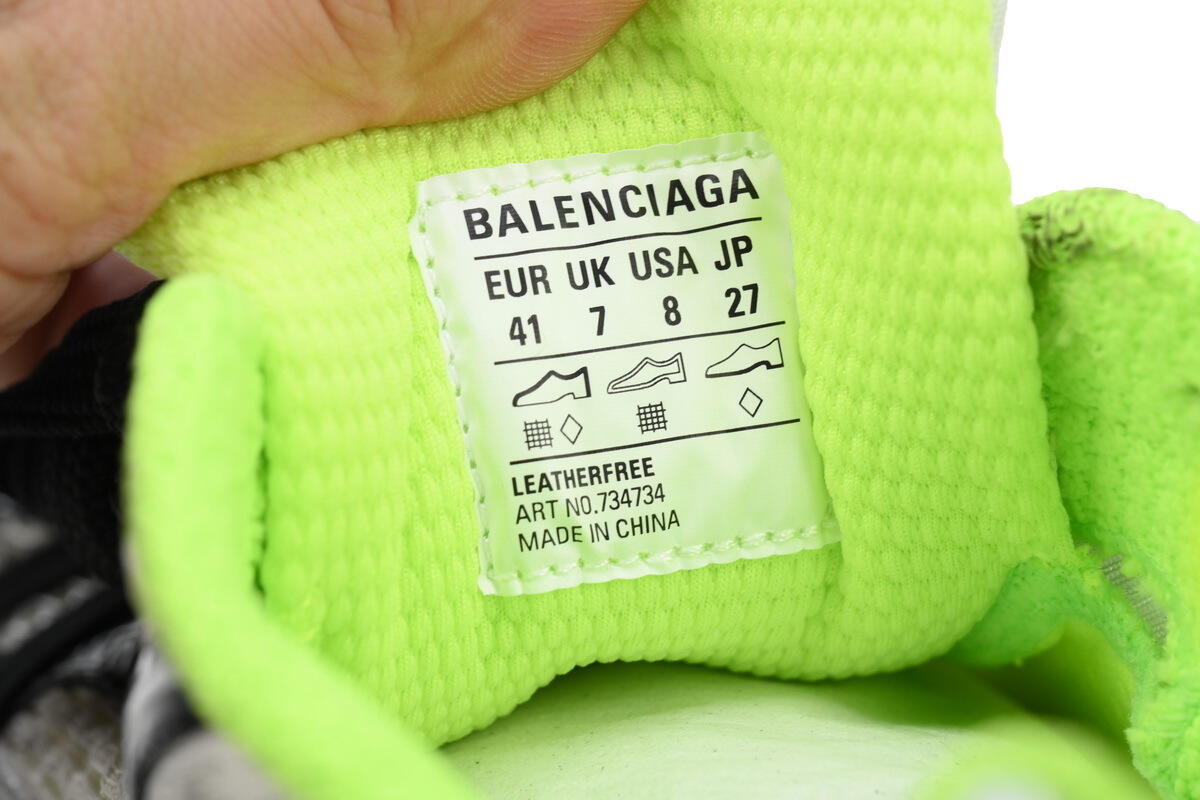 BALENCIAGA
EUR UK USA JP
41 7 8 27
LEATHERFREE
ART NO.734734
MADE IN CHINA